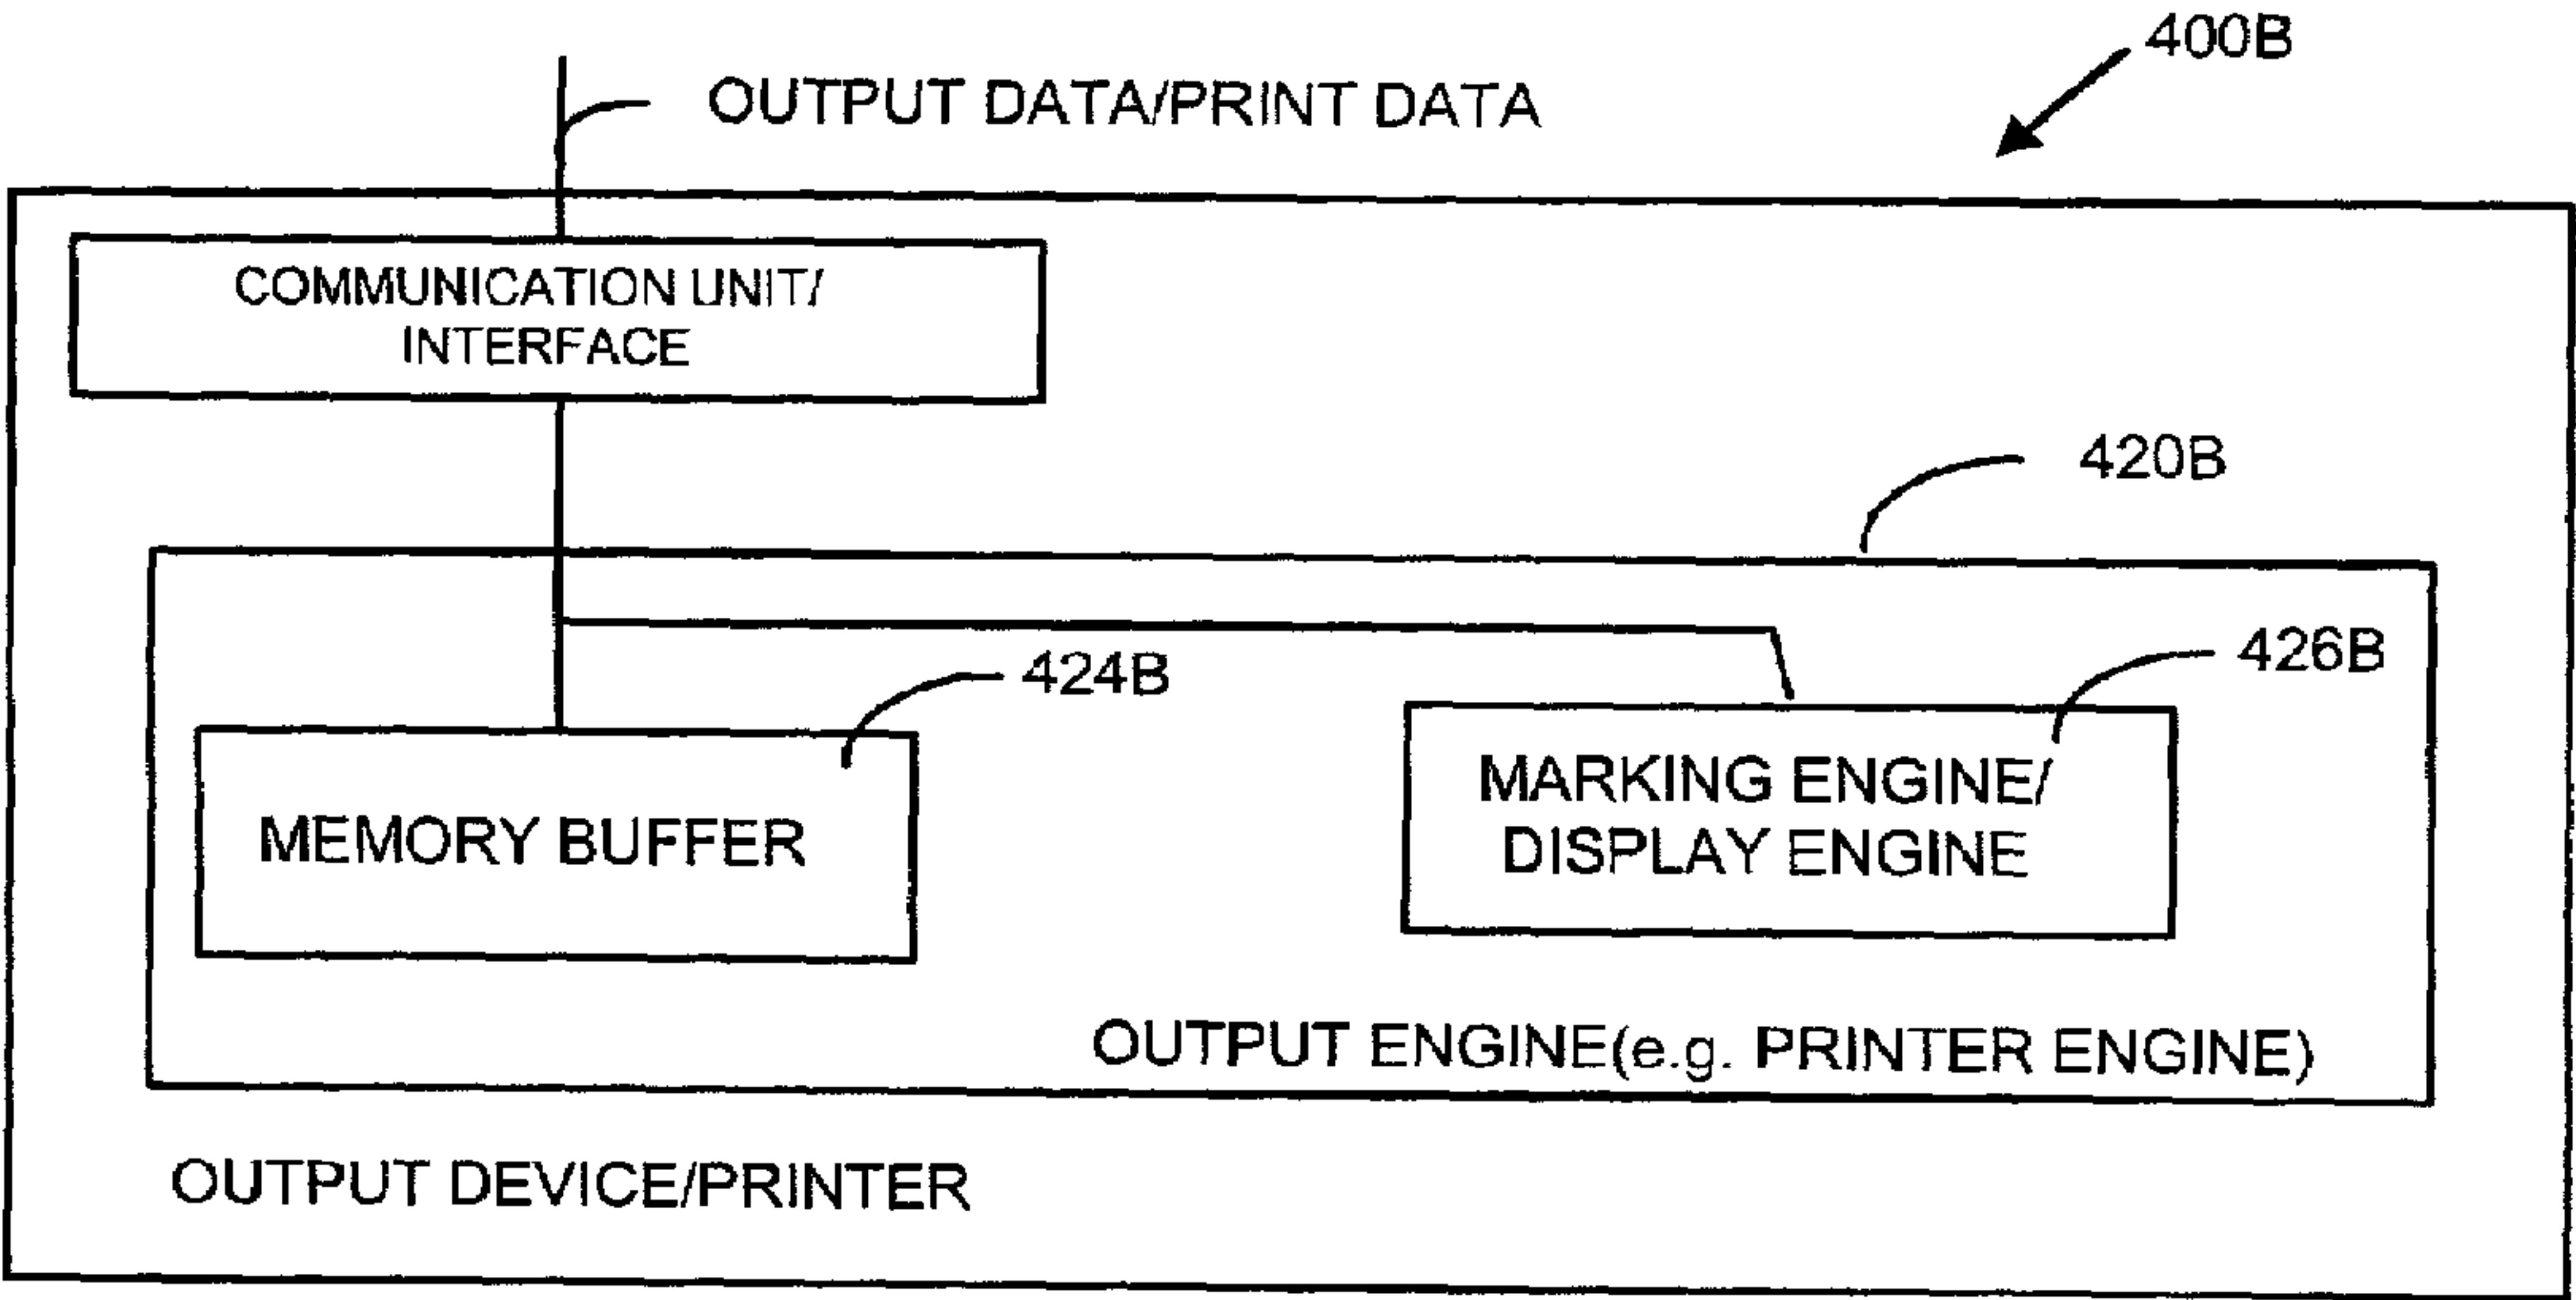 400B
OUTPUT DATA/PRINT DATA
COMMUNICATION UNIT/
INTERFACE
420B
424B
426B
MEMORY BUFFER
MARKING ENGINE/
DISPLAY ENGINE
OUTPUT ENGINE(e.g. PRINTER ENGINE)
OUTPUT DEVICE/PRINTER